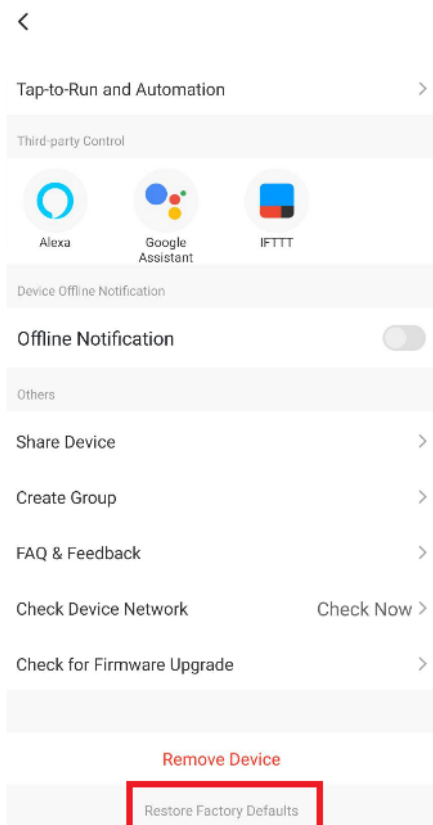 Tap-to-Run and Automation
Third-party Control
Alexa
Google
Assistant
IFTTT
Device Offline Notification
Offline Notification
Others
Share Device
Create Group
FAQ & Feedback
Check Device Network Check Now
Check for Firmware Upgrade
Remove Device
Restore Factory Defaults